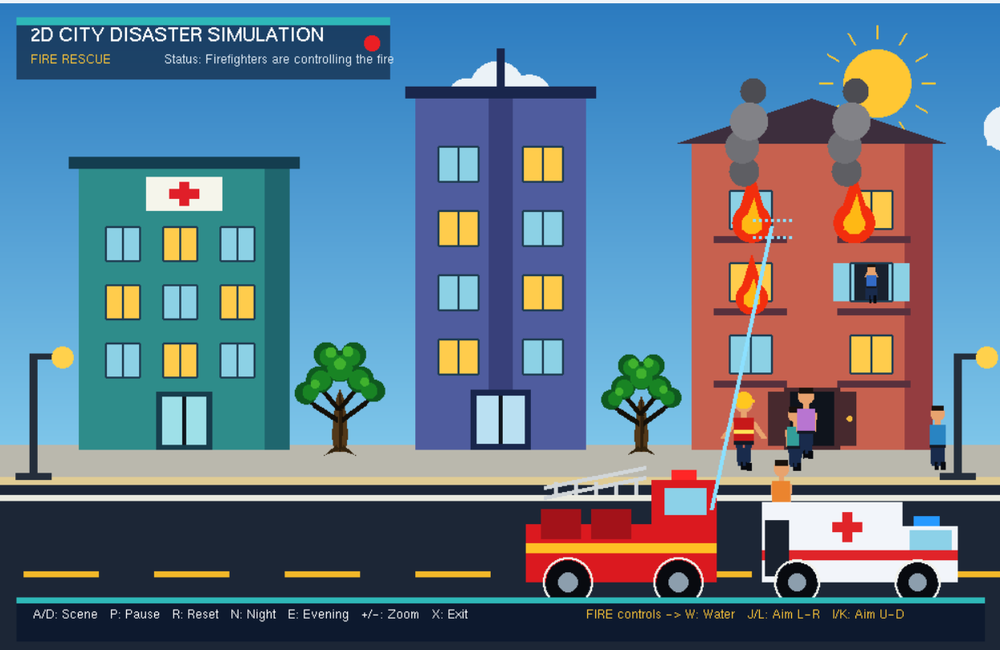 2D CITY DISASTER SIMULATION
FIRE RESCUE Status: Firefighters are controlling the fire
A/D: Scene P: Pause R: Reset N: Night E: Evening +/-: Zoom X: Exit FIRE controls -> W: Water J/L: Aim L-R I/K: Aim U-D